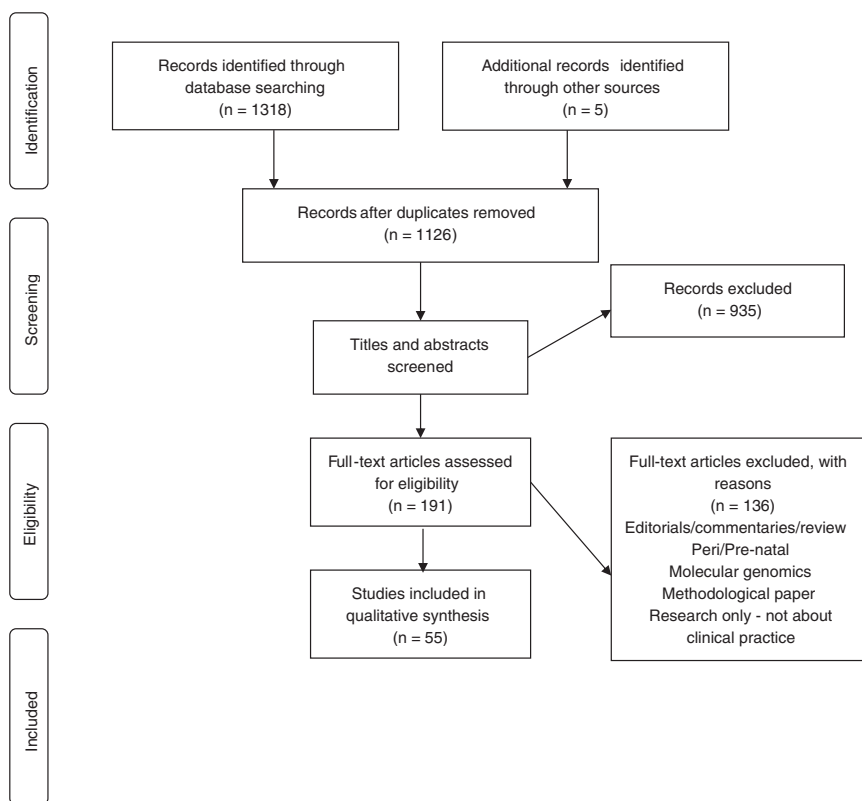 Identification
Records identified through
database searching
(n = 1318)
Additional records identified
through other sources
(n = 5)
Records after duplicates removed
(n = 1126)
Screening
Records excluded
(n = 935)
Titles and abstracts
screened
Eligibility
Full-text articles assessed
for eligibility
(n = 191)
Full-text articles excluded, with
reasons
(n = 136)
Editorials/commentaries/review
Peri/Pre-natal
Molecular genomics
Methodological paper
Research only - not about
clinical practice
Studies included in
qualitative synthesis
(n = 55)
Included